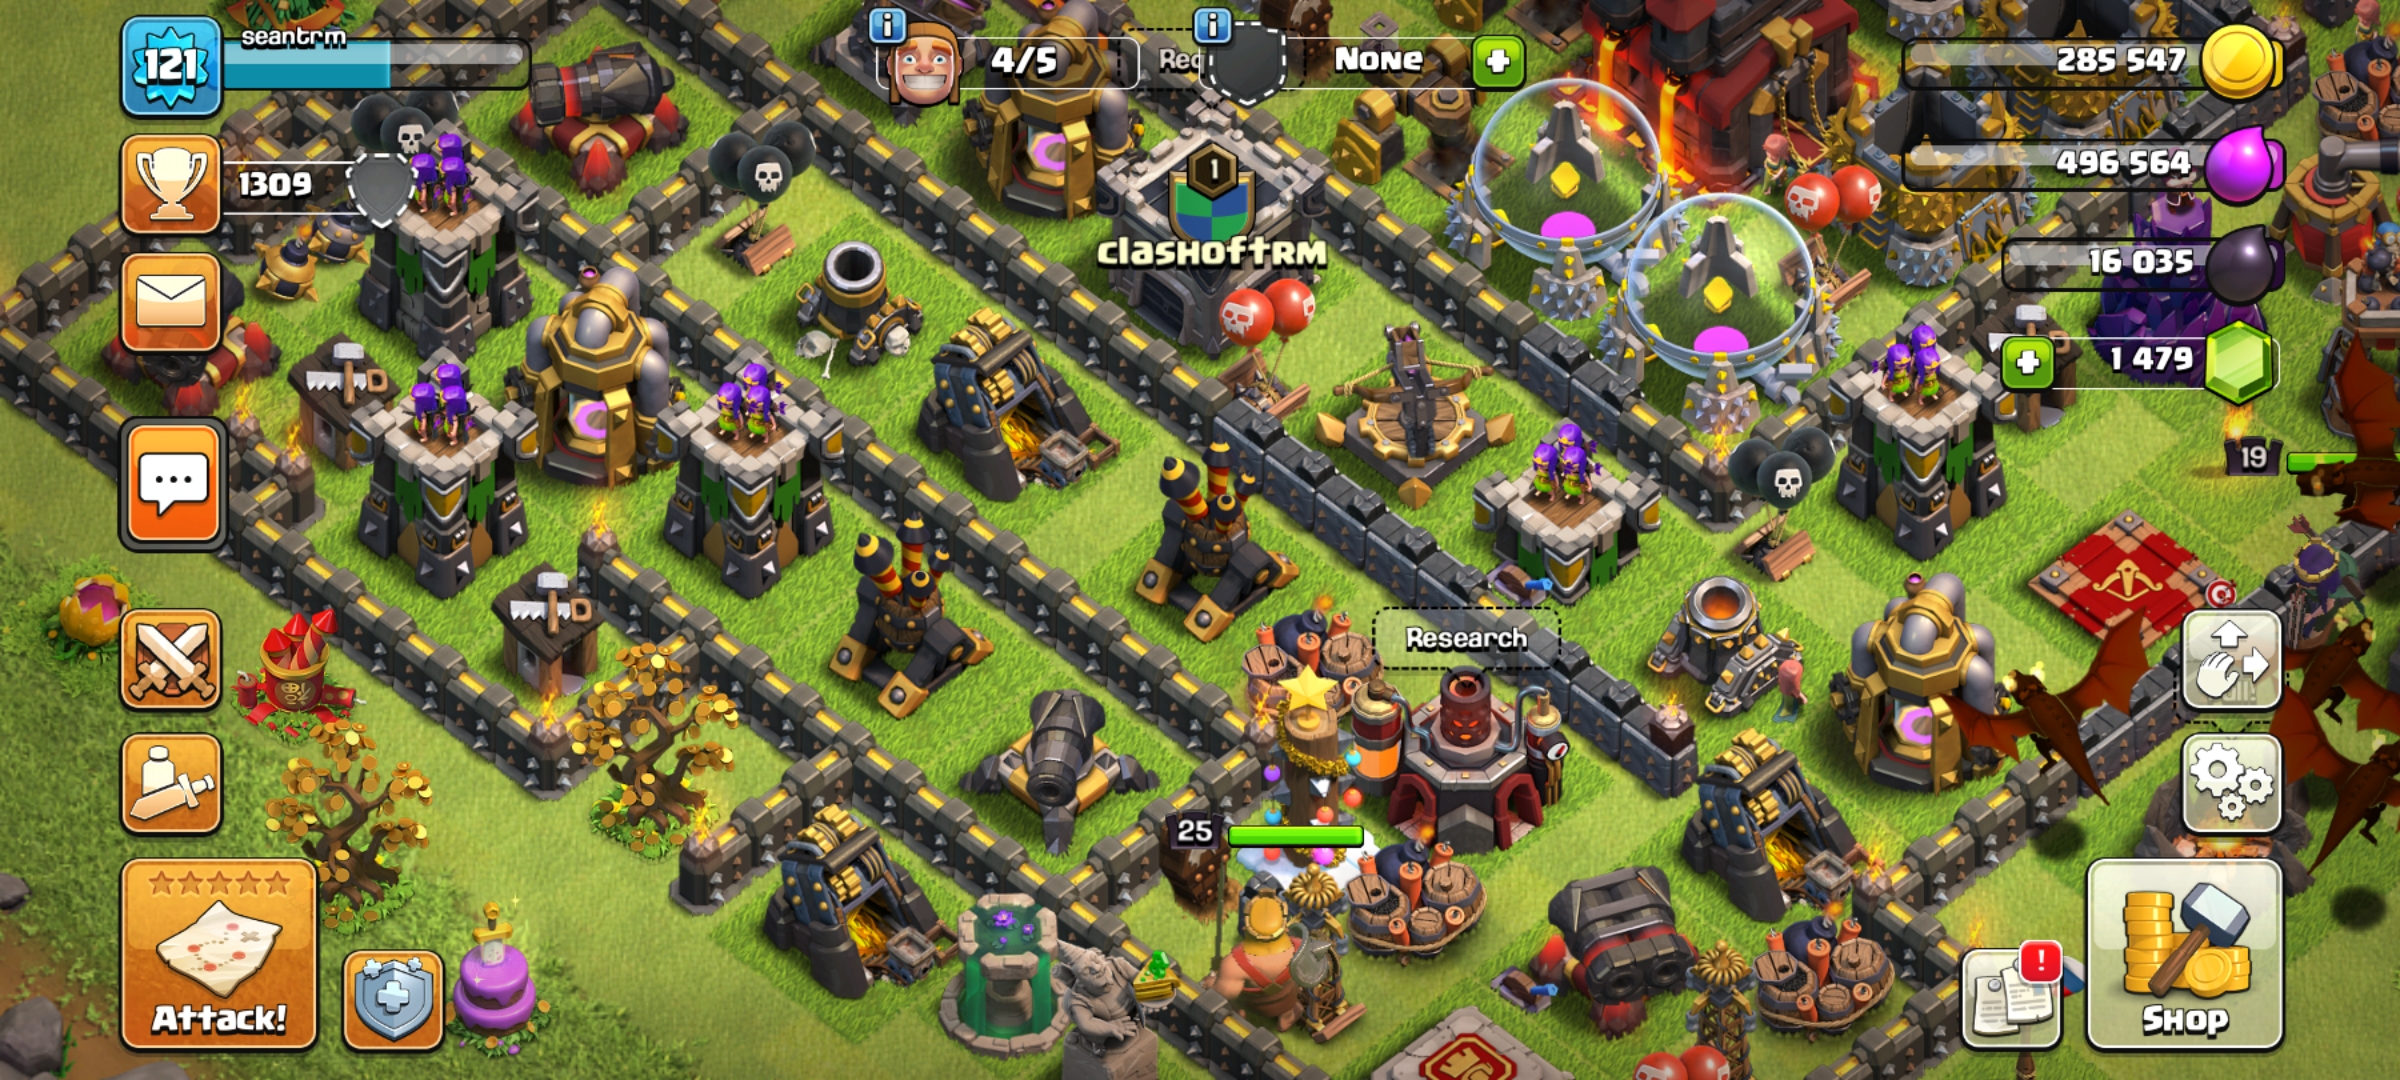 121
seantrm
4/5
Rec
None
285 547
1309
1
clashoftrm
496 564
16 035
1 479
19
Research
25
Attack!
!
Shop